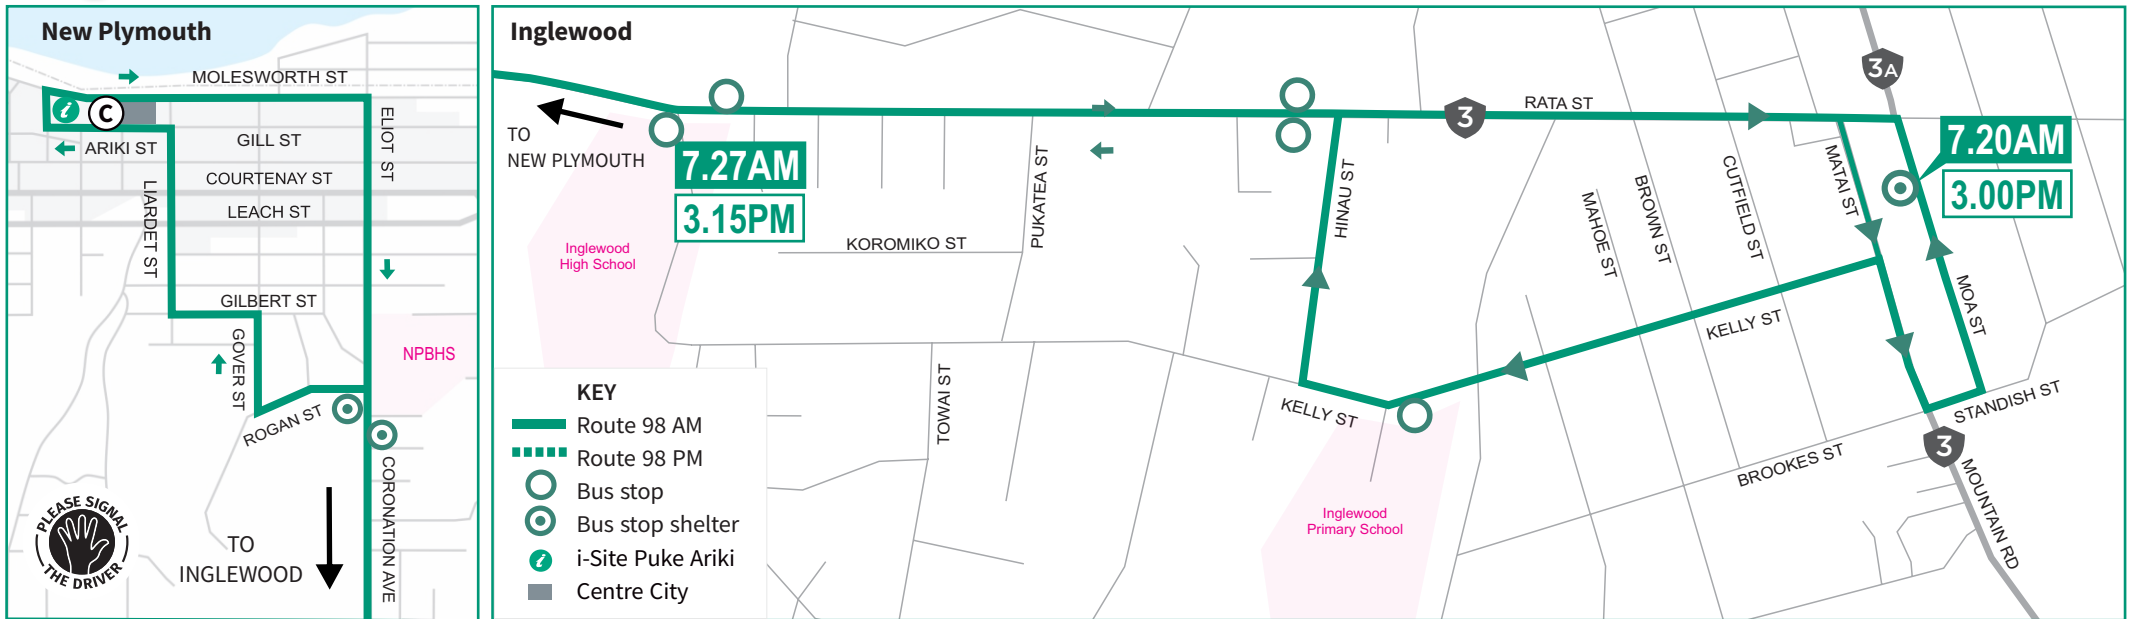 New Plymouth
MOLESWORTH ST
i
C
ELIOT ST
GILL ST
ARIKI ST
COURTENAY ST
LIARDET ST
LEACH ST
GILBERT ST
GOVER ST
NPBHS
ROGAN ST
CORONATION AVE
PLEASE SIGNAL
THE DRIVER
TO
INGLEWOOD
Inglewood
3A
RATA ST
3
TO
NEW PLYMOUTH
7.27AM
3.15PM
7.20AM
3.00PM
PUKATEA ST
HINAU ST
MAHOE ST
BROWN ST
CUTFIELD ST
MATAI ST
KOROMIKO ST
Inglewood
High School
MOA ST
KELLY ST
TOWAI ST
KELLY ST
STANDISH ST
BROOKES ST
3
MOUNTAIN RD
Inglewood
Primary School
KEY
Route 98 AM
Route 98 PM
Bus stop
Bus stop shelter
i
i-Site Puke Ariki
Centre City